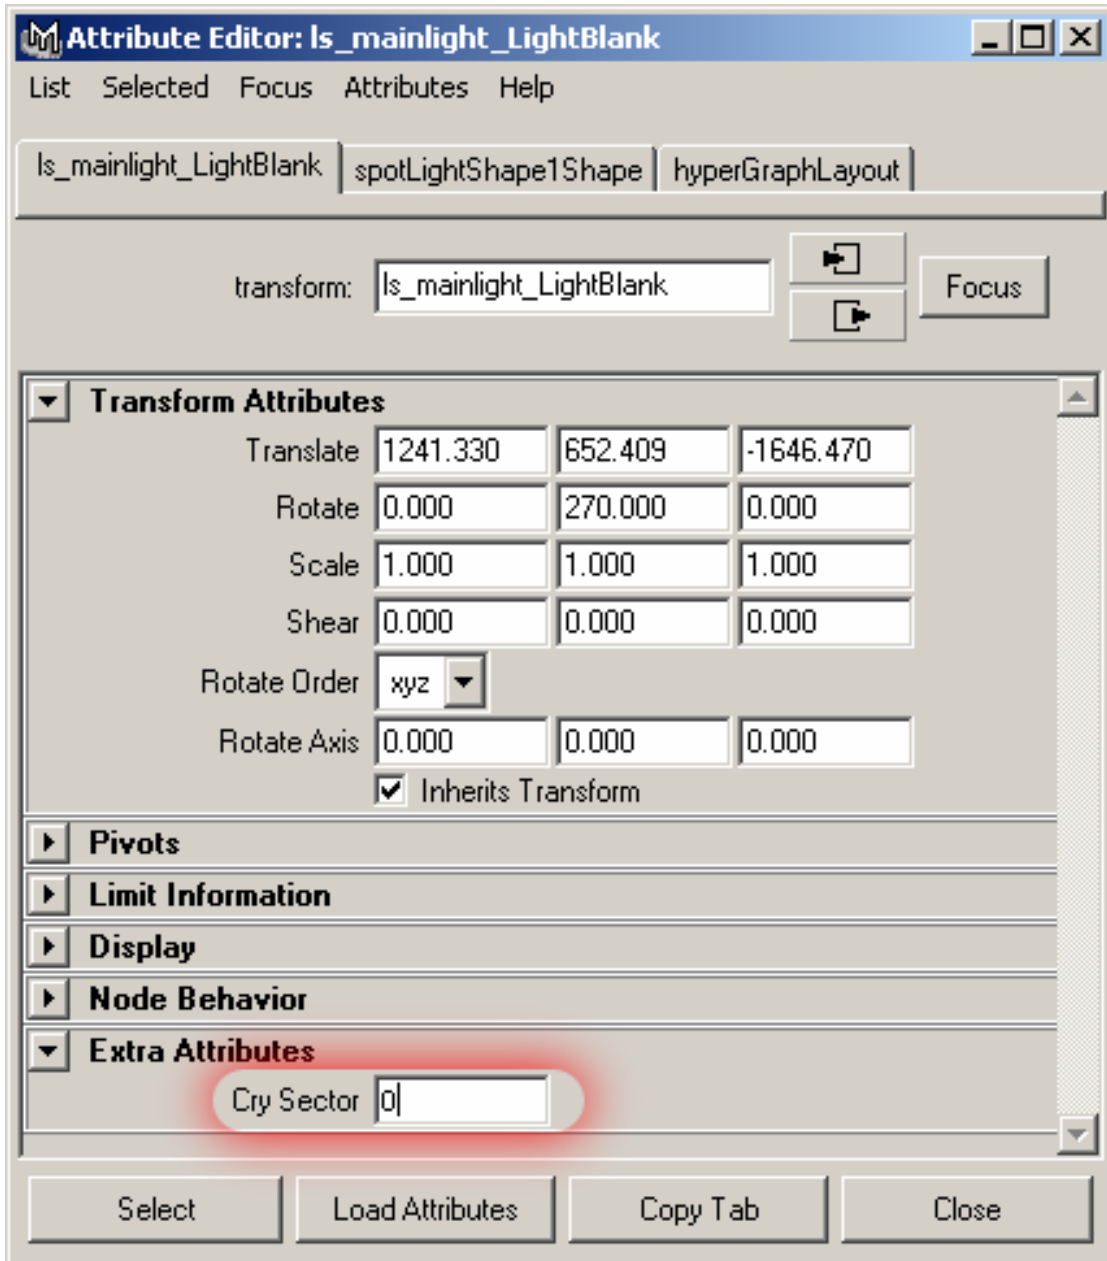 Attribute Editor: ls_mainlight_LightBlank
List Selected Focus Attributes Help
ls_mainlight_LightBlank spotLightShape1Shape hyperGraphLayout
transform: ls_mainlight_LightBlank Focus
Transform Attributes
Translate 1241.330 652.409 -1646.470
Rotate 0.000 270.000 0.000
Scale 1.000 1.000 1.000
Shear 0.000 0.000 0.000
Rotate Order xyz
Rotate Axis 0.000 0.000 0.000
Inherits Transform
Pivots
Limit Information
Display
Node Behavior
Extra Attributes
Cry Sector 0
Select Load Attributes Copy Tab Close